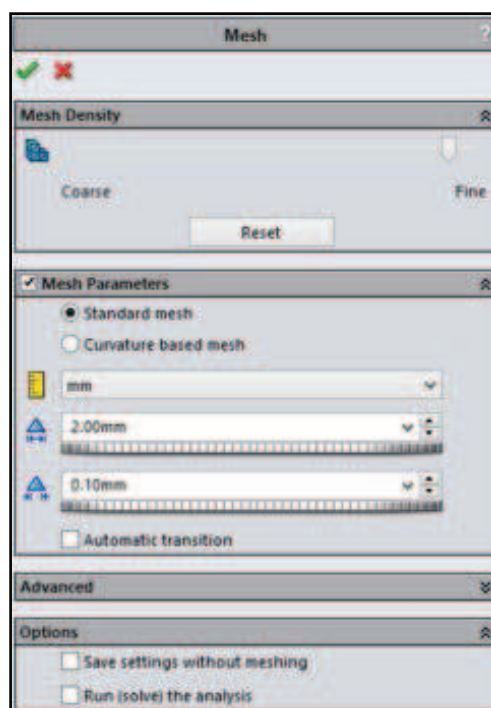 Mesh ?
Mesh Density
Coarse Fine
Reset
Mesh Parameters
Standard mesh
Curvature based mesh
mm
2.00mm
0.10mm
Automatic transition
Advanced
Options
Save settings without meshing
Run (solve) the analysis